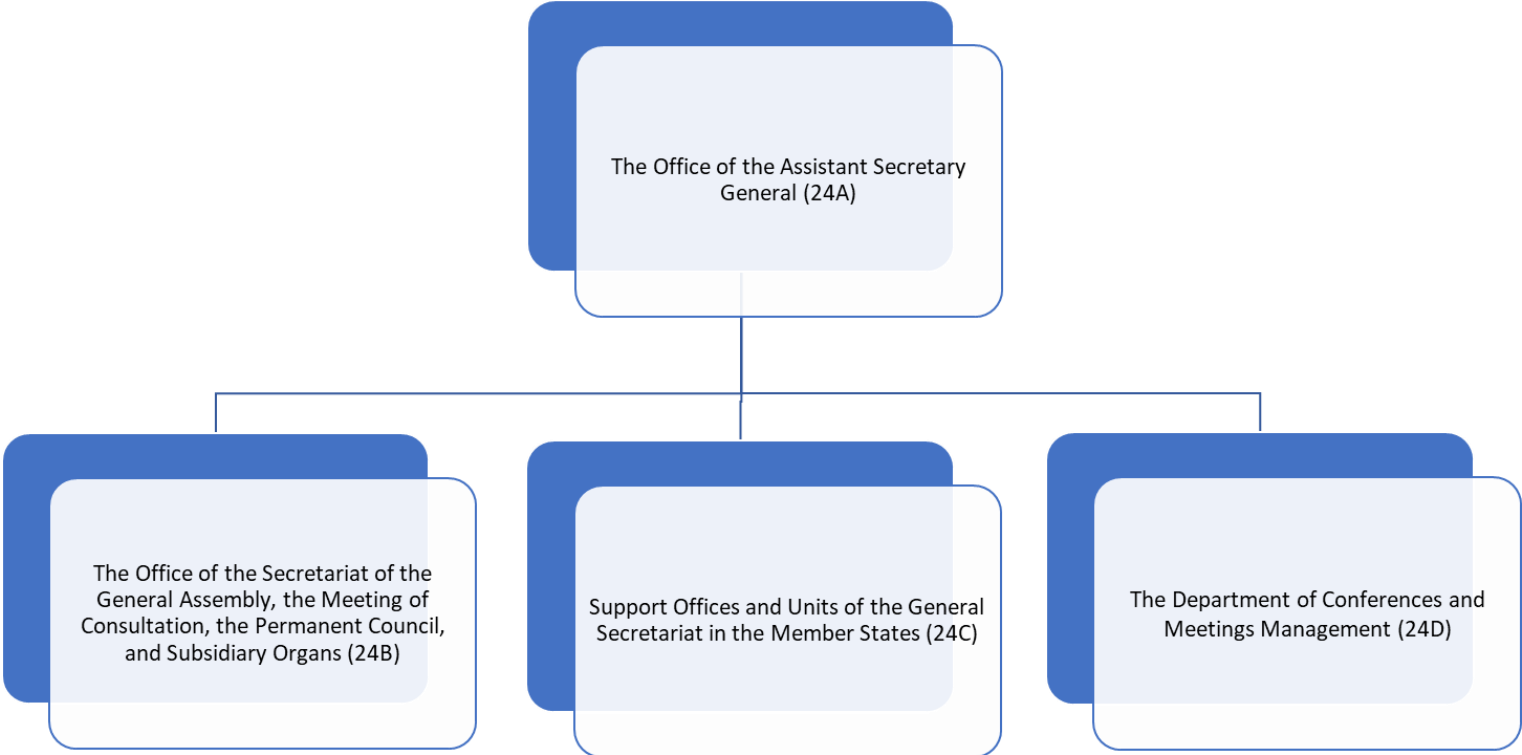 The Office of the Assistant Secretary
General (24A)
The Office of the Secretariat of the
General Assembly, the Meeting of
Consultation, the Permanent Council,
and Subsidiary Organs (24B)
Support Offices and Units of the General
Secretariat in the Member States (24C)
The Department of Conferences and
Meetings Management (24D)